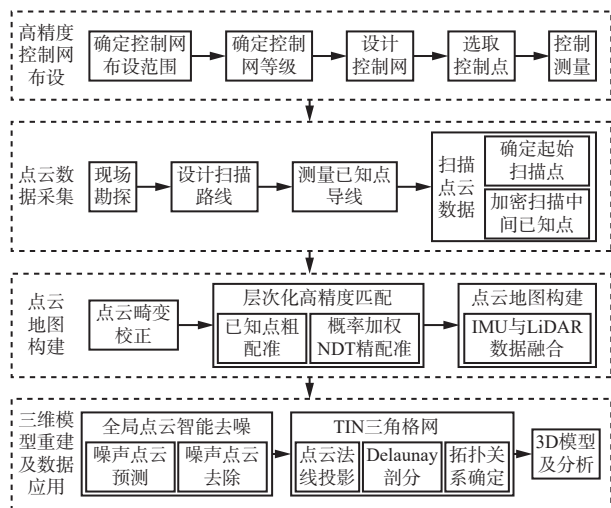 高精度
控制网
布设
确定控制网
布设范围
确定控制
网等级
设计
控制网
选取
控制点
控制
测量
点云数
据采集
现场
勘探
设计扫描
路线
测量已知点
导线
扫描
点云
数据
确定起始
扫描点
加密扫描中
间已知点
点云
地图
构建
点云畸变
校正
层次化高精度匹配
已知点粗
配准
概率加权
NDT精配准
点云地图构建
IMU与LiDAR
数据融合
三维模
型重建
及数据
应用
全局点云智能去噪
噪声点云
预测
噪声点云
去除
TIN三角格网
点云法
线投影
Delaunay
剖分
拓扑关
系确定
3D模型
及分析